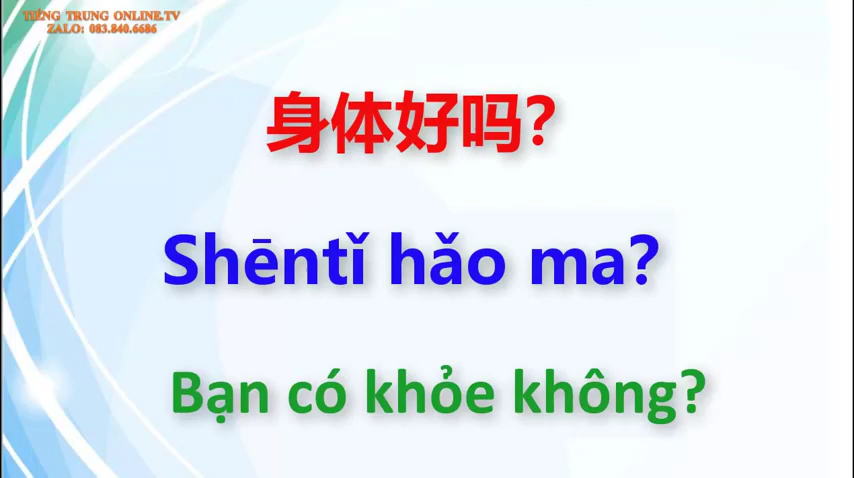 TIẾNG TRUNG ONLINE.TV
ZALO: 083.840.6686
身体好吗?
Shēntǐ hǎo ma?
Bạn có khỏe không?